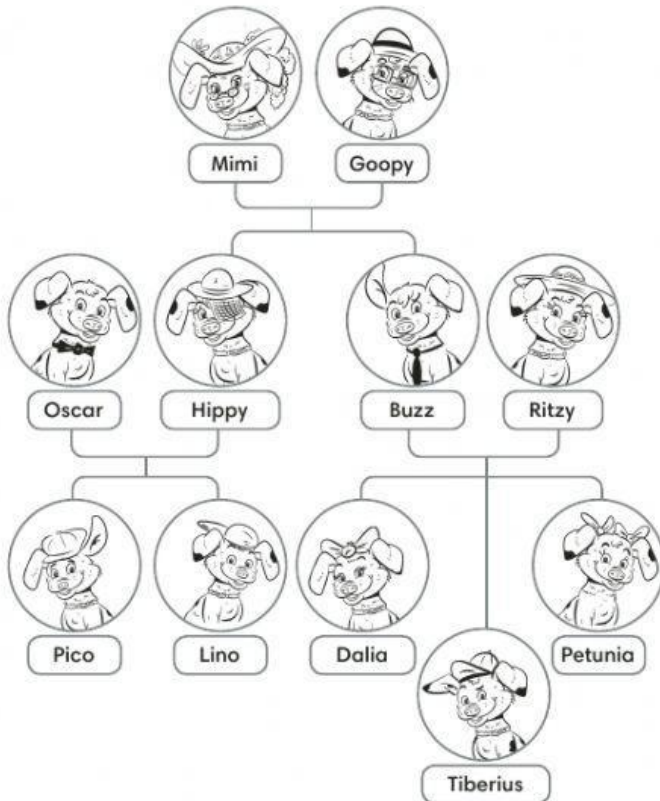 Mimi
Goopy
Oscar
Hippy
Buzz
Ritzy
Pico
Lino
Dalia
Petunia
Tiberius